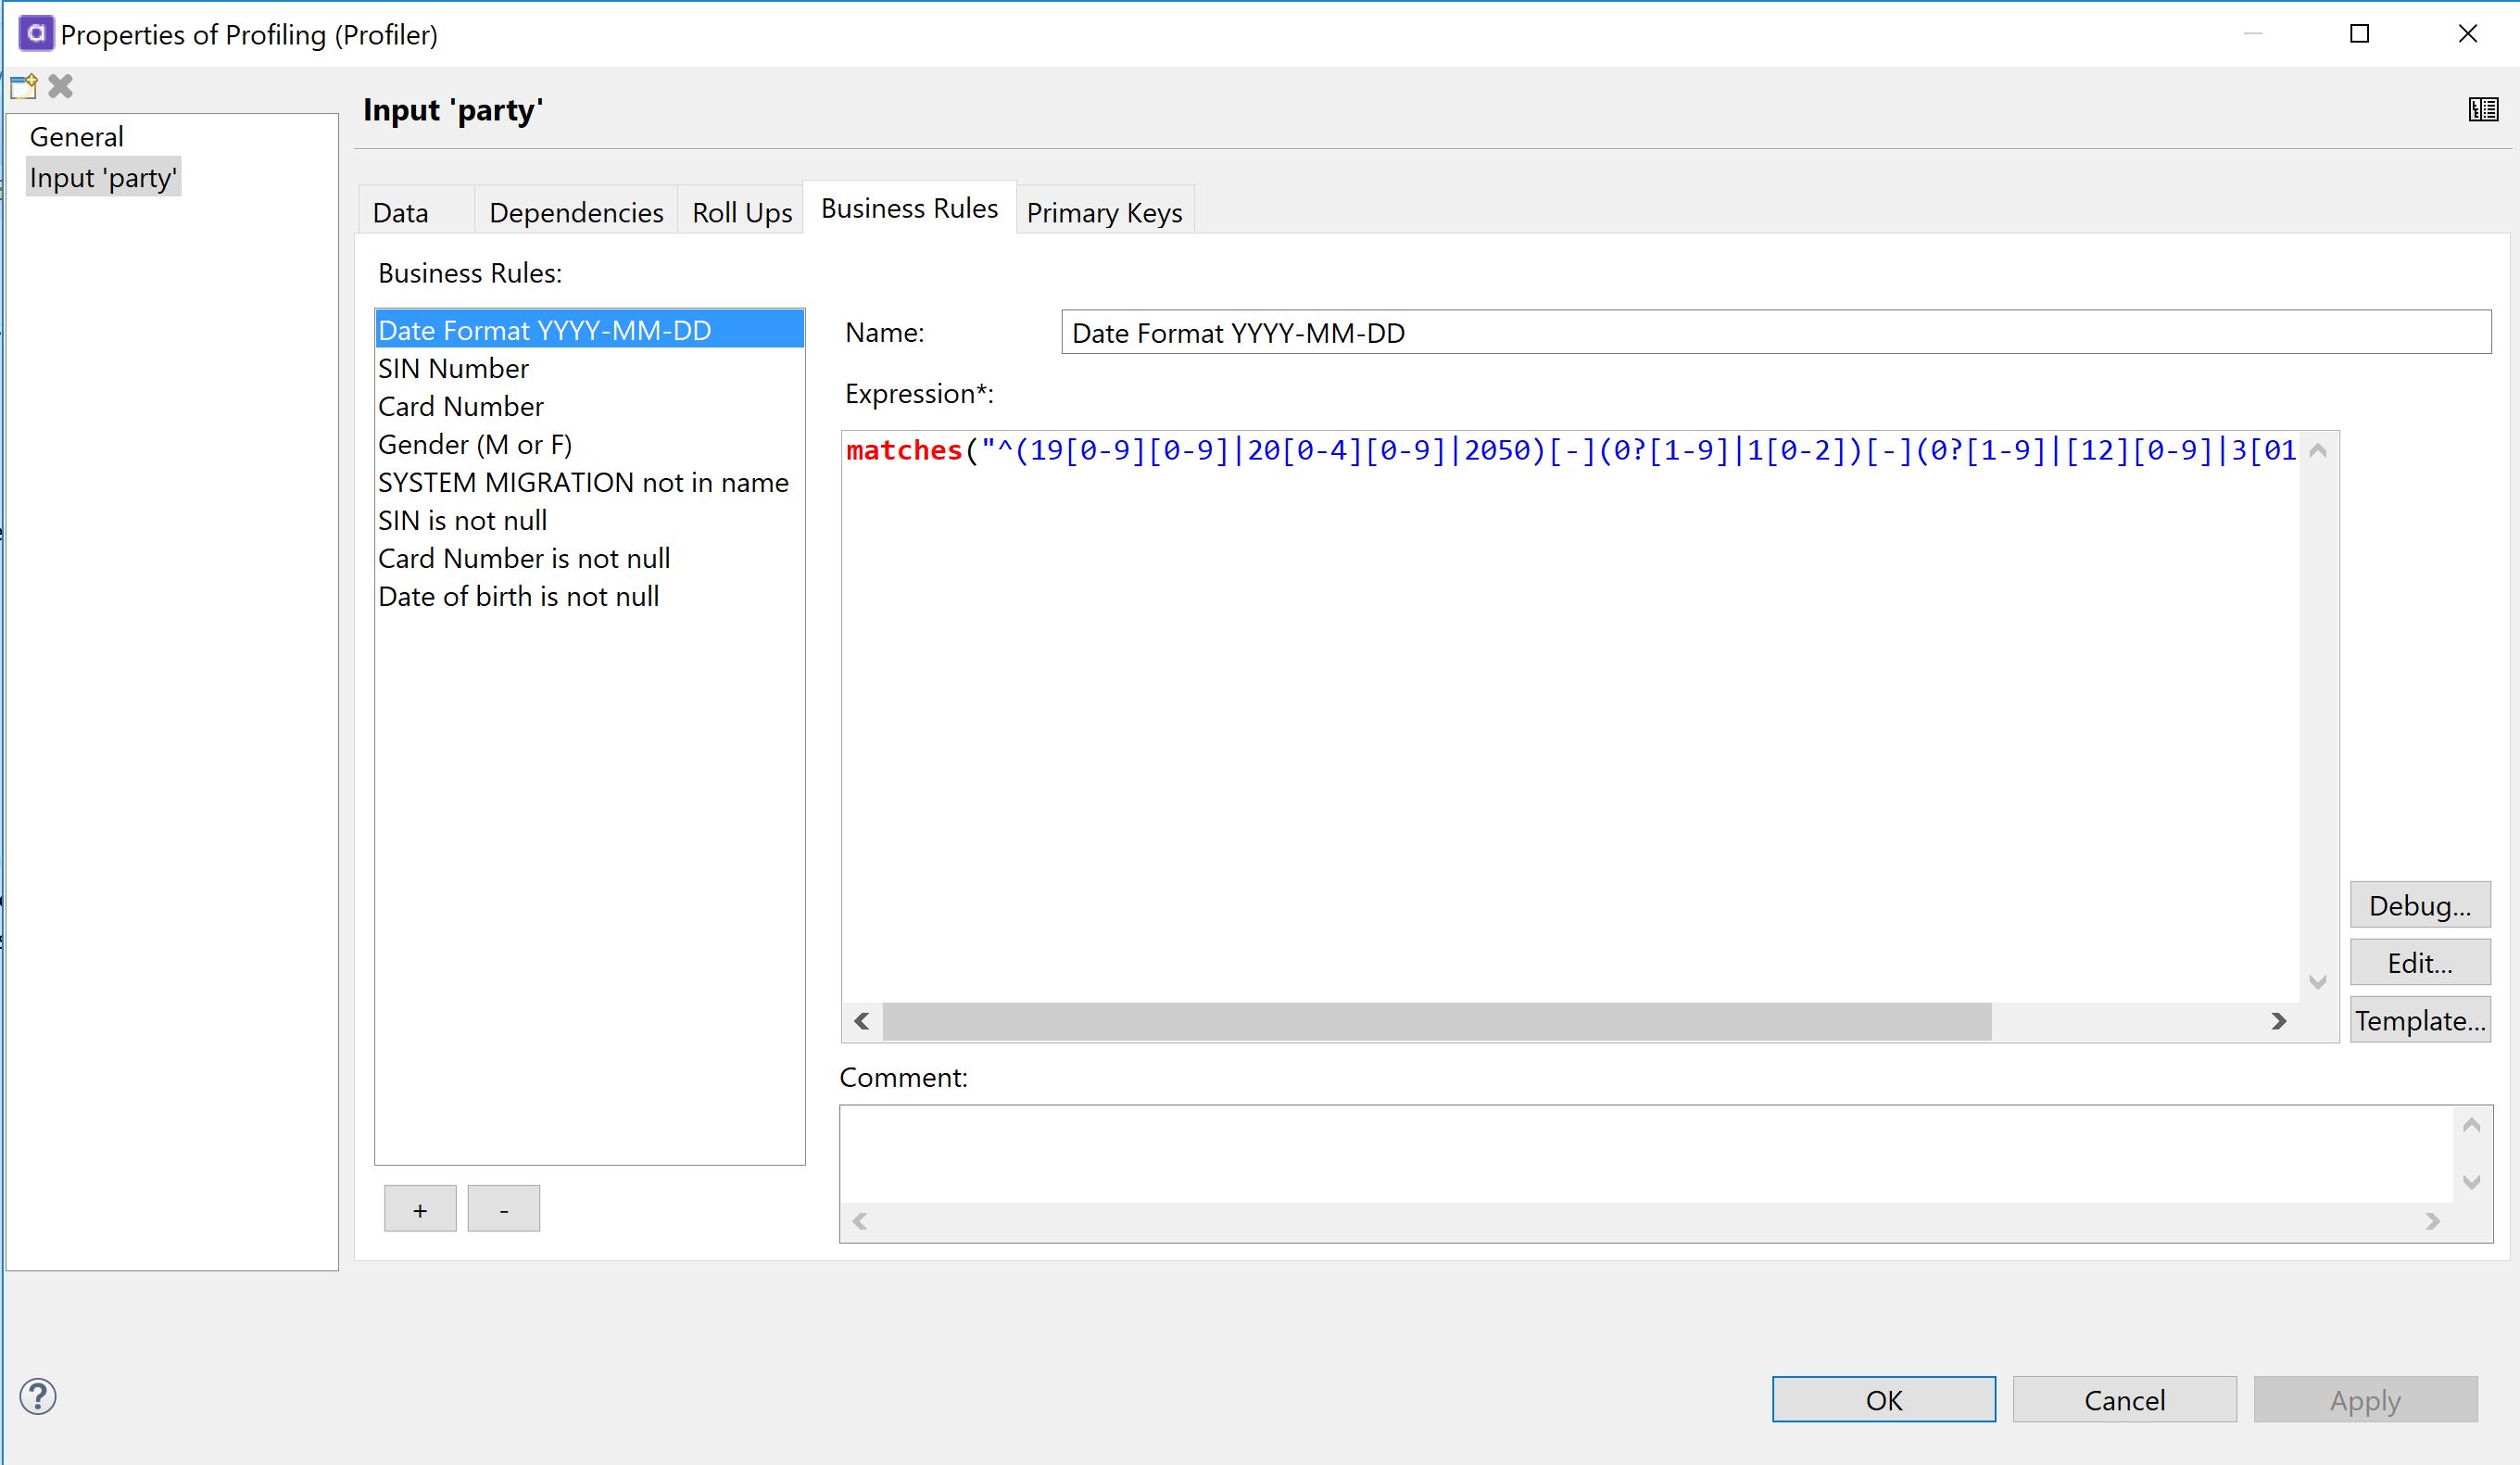 Properties of Profiling (Profiler)
General
Input 'party'
Input 'party'
Data
Dependencies
Roll Ups
Business Rules
Primary Keys
Business Rules:
Date Format YYYY-MM-DD
SIN Number
Card Number
Gender (M or F)
SYSTEM MIGRATION not in name
SIN is not null
Card Number is not null
Date of birth is not null
+
-
Name:
Date Format YYYY-MM-DD
Expression*:
matches("^(19[0-9][0-9]|20[0-4][0-9]|2050)[-](0?[1-9]|1[0-2])[-](0?[1-9]|[12][0-9]|3[01
Debug...
Edit...
Template...
Comment:
OK
Cancel
Apply